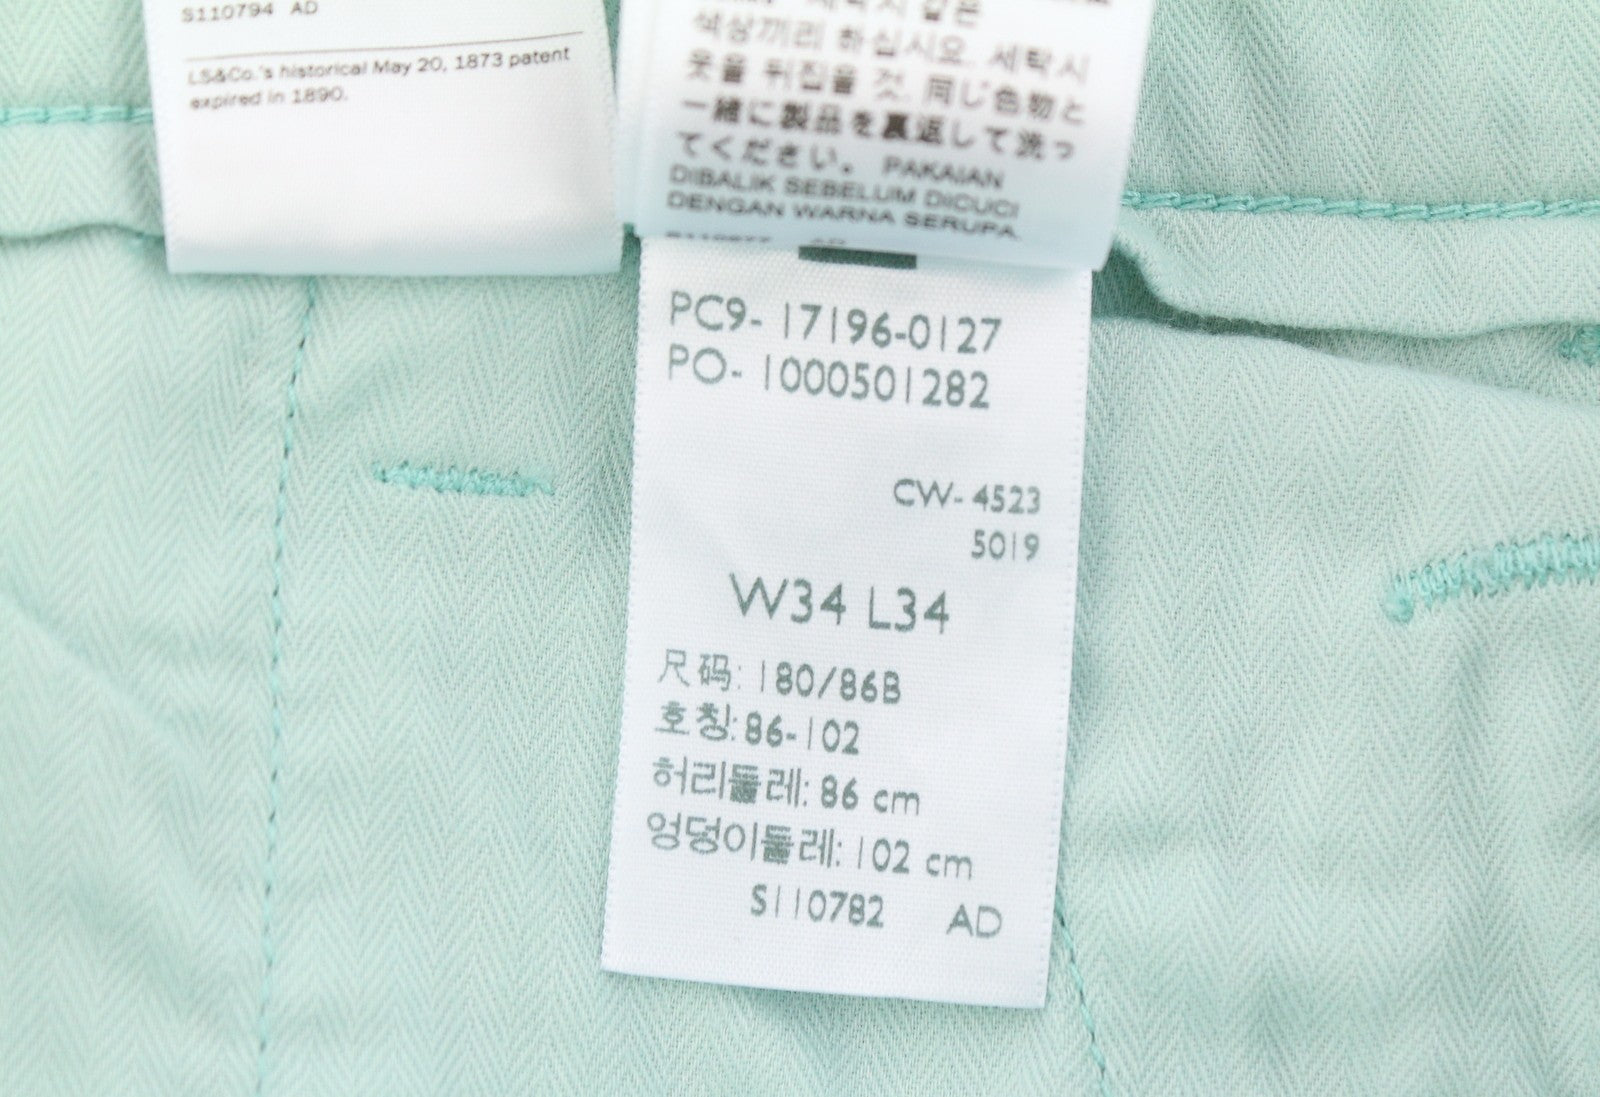 S110794 AD
LS&Co.'s historical May 20, 1873 patent
expired in 1890.
색상끼리 하십시요. 세탁시
옷을 뒤집을 것. 同じ色物と
一緒に製品を裏返して洗っ
てください。 PAKAIAN
DIBALIK SEBELUM DICUCI
DENGAN WARNA SERUPA
PC9- 17196-0127
PO- 1000501282
CW- 4523
5019
W34 L34
尺码: 180/86B
호칭: 86-102
허리둘레: 86 cm
엉덩이둘레: 102 cm
S110782 AD